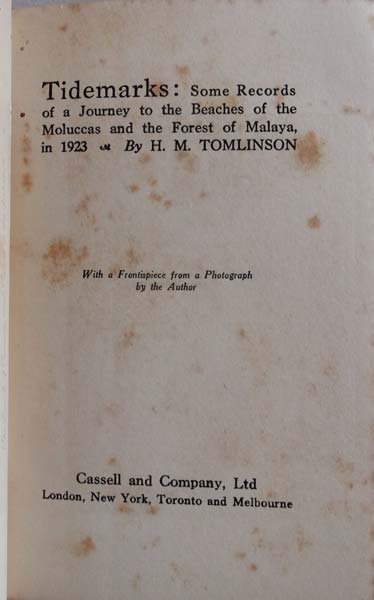 Tidemarks: Some Records
of a Journey to the Beaches of the
Moluccas and the Forest of Malaya,
in 1923 By H. M. TOMLINSON
With a Frontispiece from a Photograph
by the Author
Cassell and Company, Ltd
London, New York, Toronto and Melbourne